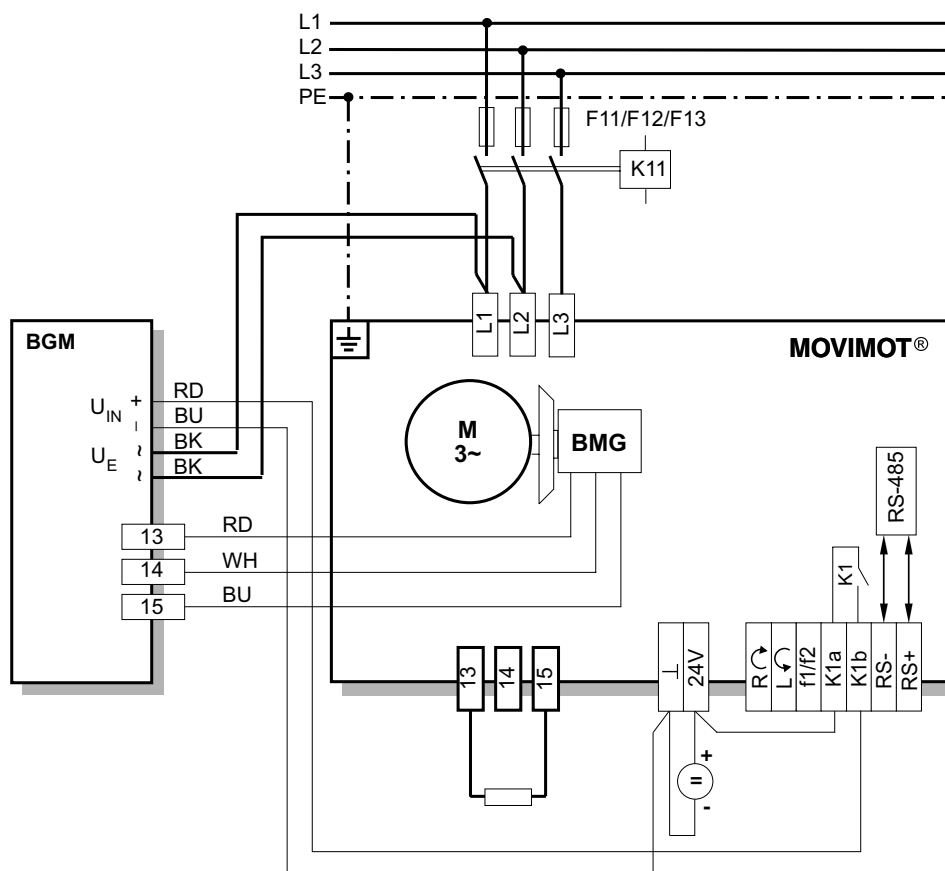 L1
L2
L3
PE
F11/F12/F13
K11
L1
L2
L3
BGM
MOVIMOT®
U_IN + RD
– BU
U_E ~ BK
~ BK
M
3~
BMG
RS-485
13 RD
14 WH
15 BU
K1
13
14
15
⊥
24V
R
L
f1/f2
K1a
K1b
RS-
RS+
+
=
-